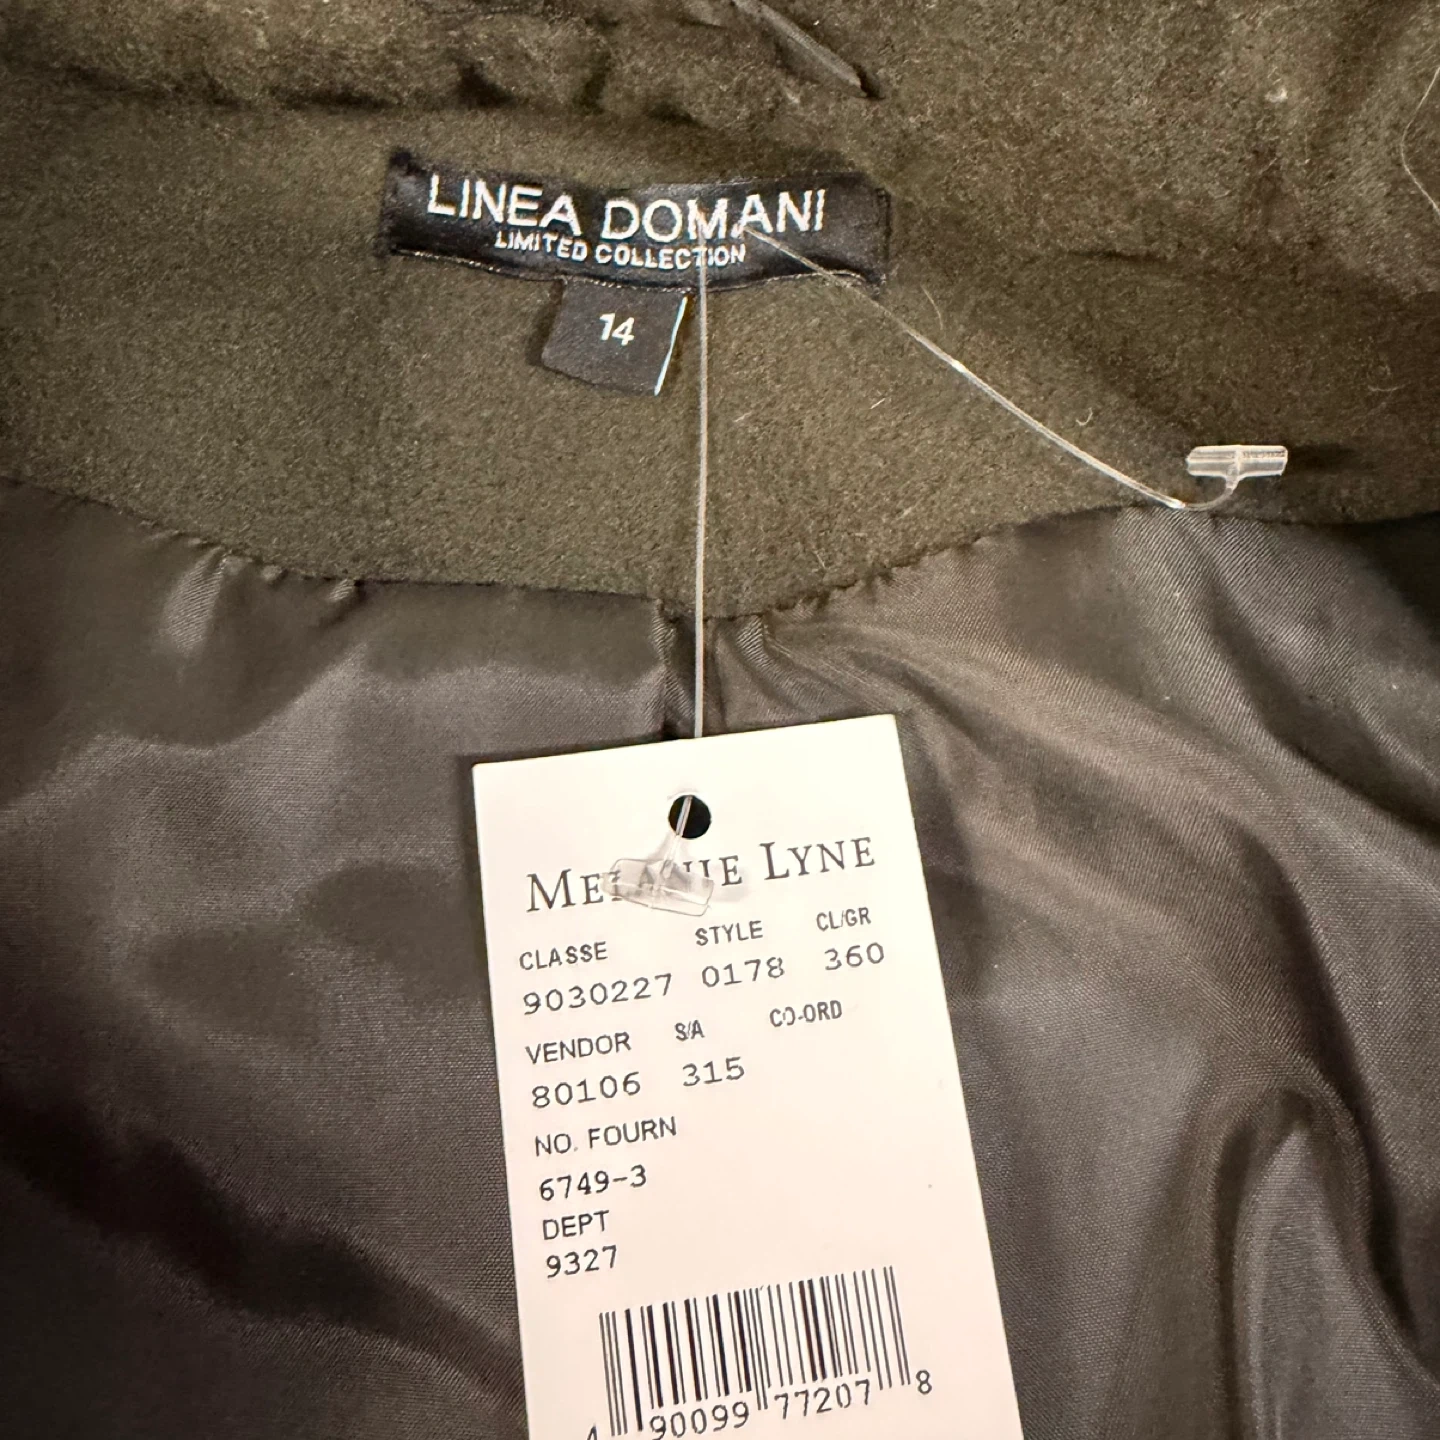 LINEA DOMANI
LIMITED COLLECTION
14
LYNE
CLASSE STYLE CL/GR
9030227 0178 360
VENDOR S/A CO-ORD
80106 315
NO. FOURN
6749-3
DEPT
9327
90099 77207 8